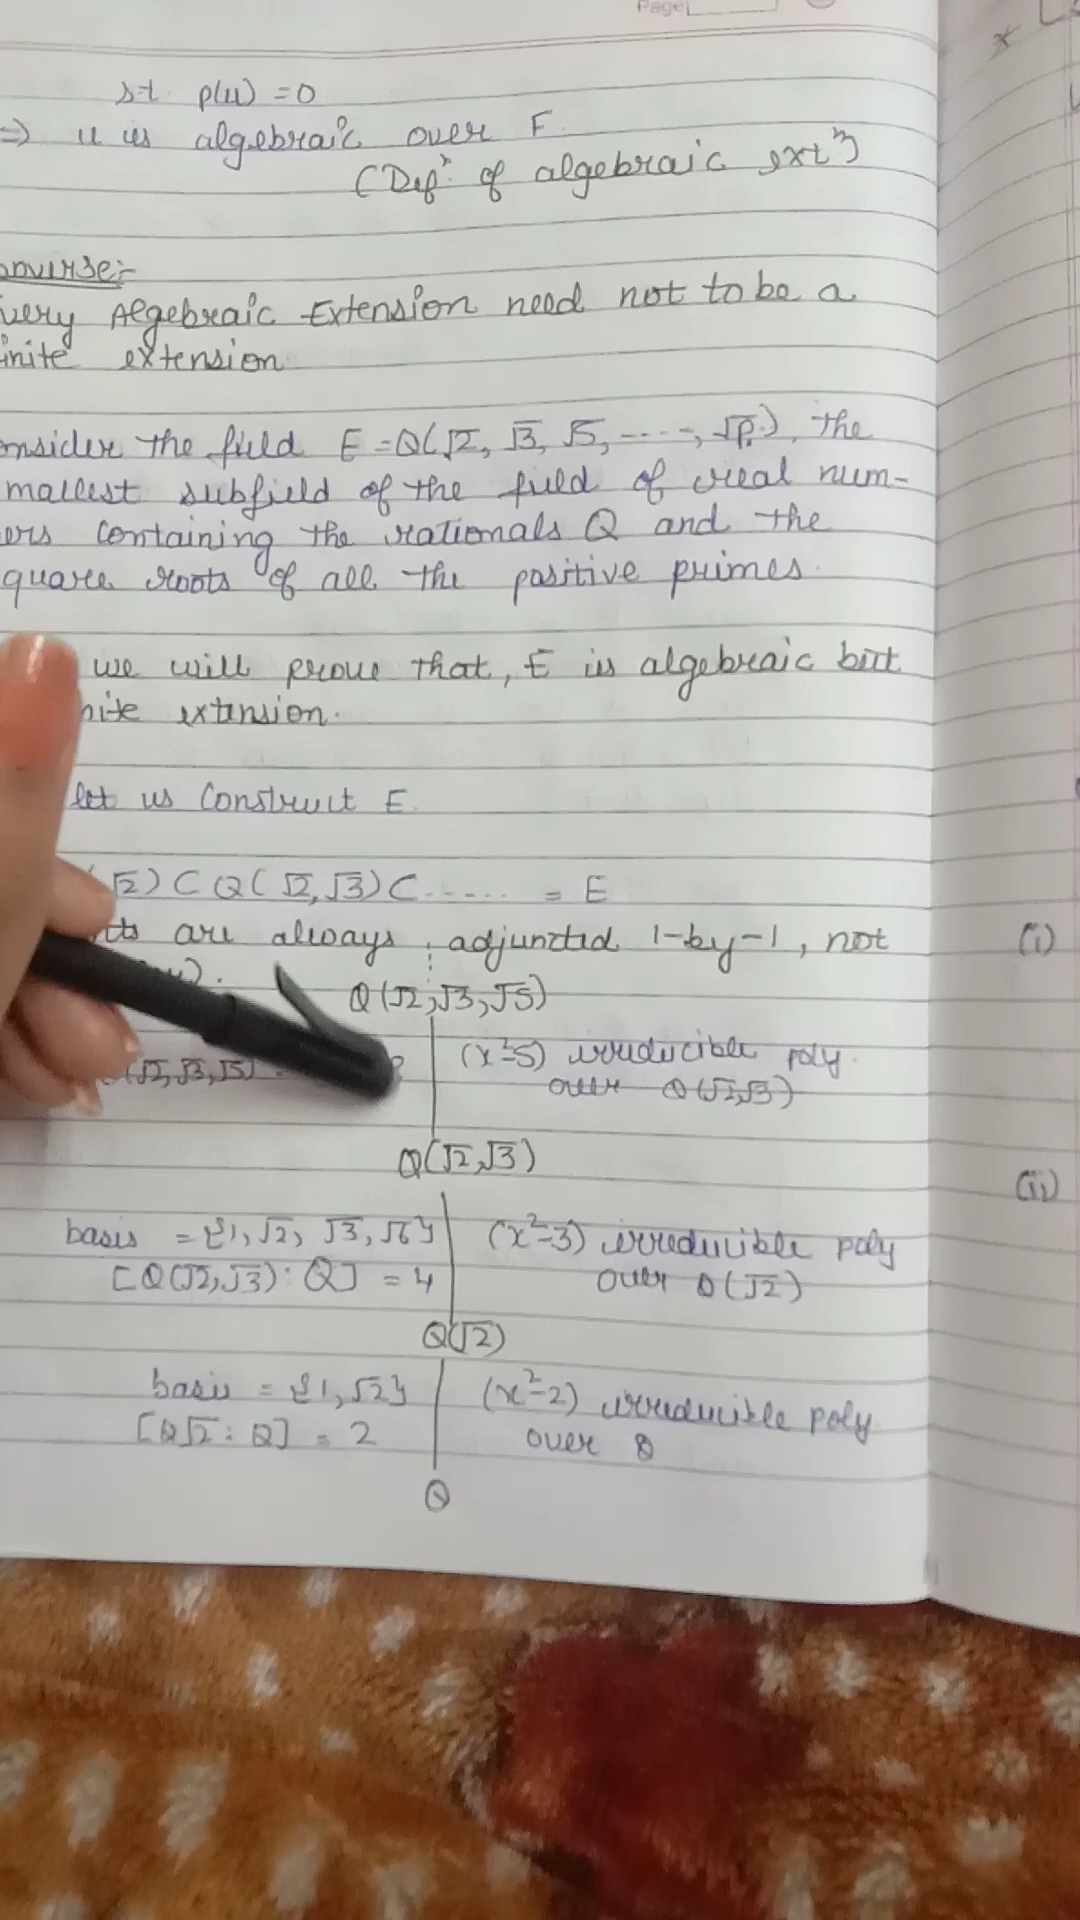 Page
s.t. p(u) = 0
=) u is algebraic over F.
(Defⁿ of algebraic extⁿ)
onverse:-
very Algebraic Extension need not to be a
inite extension
onsider the field E = Q(√2, √3, √5, ----, √p..), the
mallest subfield of the field of real num-
ers containing the rationals Q and the
quare roots of all the positive primes.
we will prove that, E is algebraic but
nite extension.
let us construct E.
√2) ⊂ Q(√2, √3) ⊂ ..... = E
ts are always adjuncted 1-by-1, not
(i)
Q(√2, √3, √5)
(√2, √3, √5)
(x²-5) irreducible poly.
over Q(√2,√3)
Q(√2,√3)
(ii)
basis = {1, √2, √3, √6}
(x²-3) irreducible poly
[Q(√2,√3) : Q] = 4
over Q(√2)
Q(√2)
basis = {1, √2}
(x²-2) irreducible poly.
[Q√2 : Q] = 2
over Q
Q